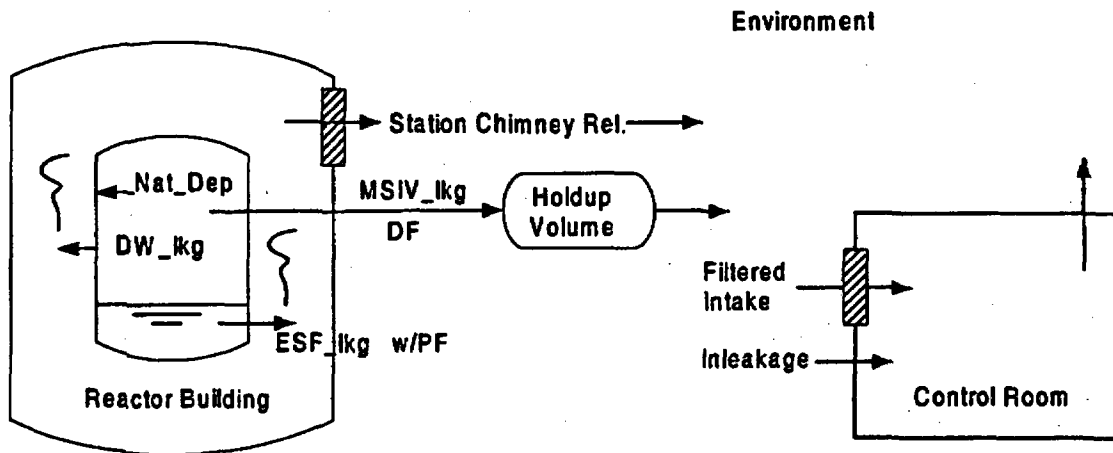 Environment
Station Chimney Rel.
Nat_Dep
MSIV_lkg
DF
Holdup
Volume
DW_lkg
Filtered
Intake
ESF_lkg w/PF
Inleakage
Reactor Building
Control Room